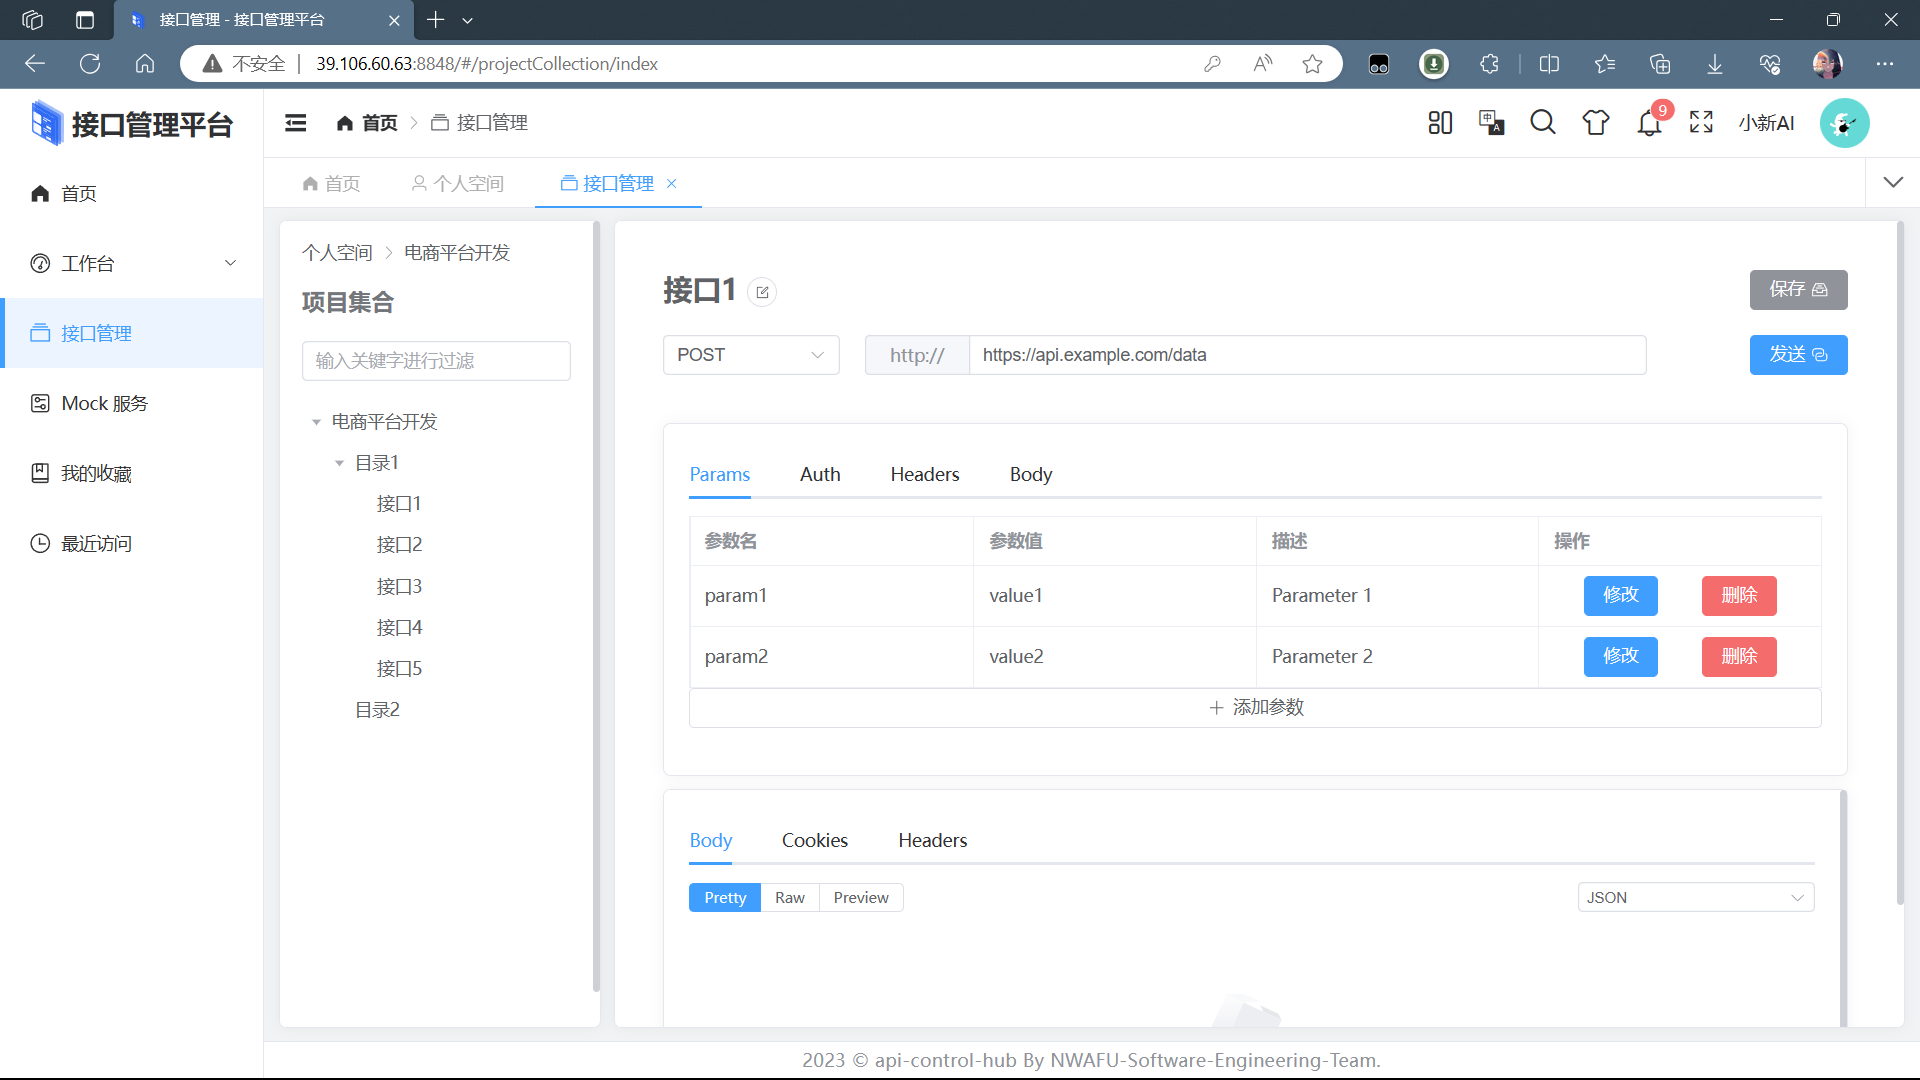 接口管理 - 接口管理平台
不安全 | 39.106.60.63:8848/#/projectCollection/index
接口管理平台
首页
工作台
接口管理
Mock 服务
我的收藏
最近访问
首页 > 接口管理
9
小新AI
首页
个人空间
接口管理
个人空间 > 电商平台开发
项目集合
输入关键字进行过滤
电商平台开发
目录1
接口1
接口2
接口3
接口4
接口5
目录2
接口1
保存
POST
http://
https://api.example.com/data
发送
Params Auth Headers Body
参数名 参数值 描述 操作
param1 value1 Parameter 1 修改 删除
param2 value2 Parameter 2 修改 删除
+ 添加参数
Body Cookies Headers
Pretty Raw Preview
JSON
2023 © api-control-hub By NWAFU-Software-Engineering-Team.